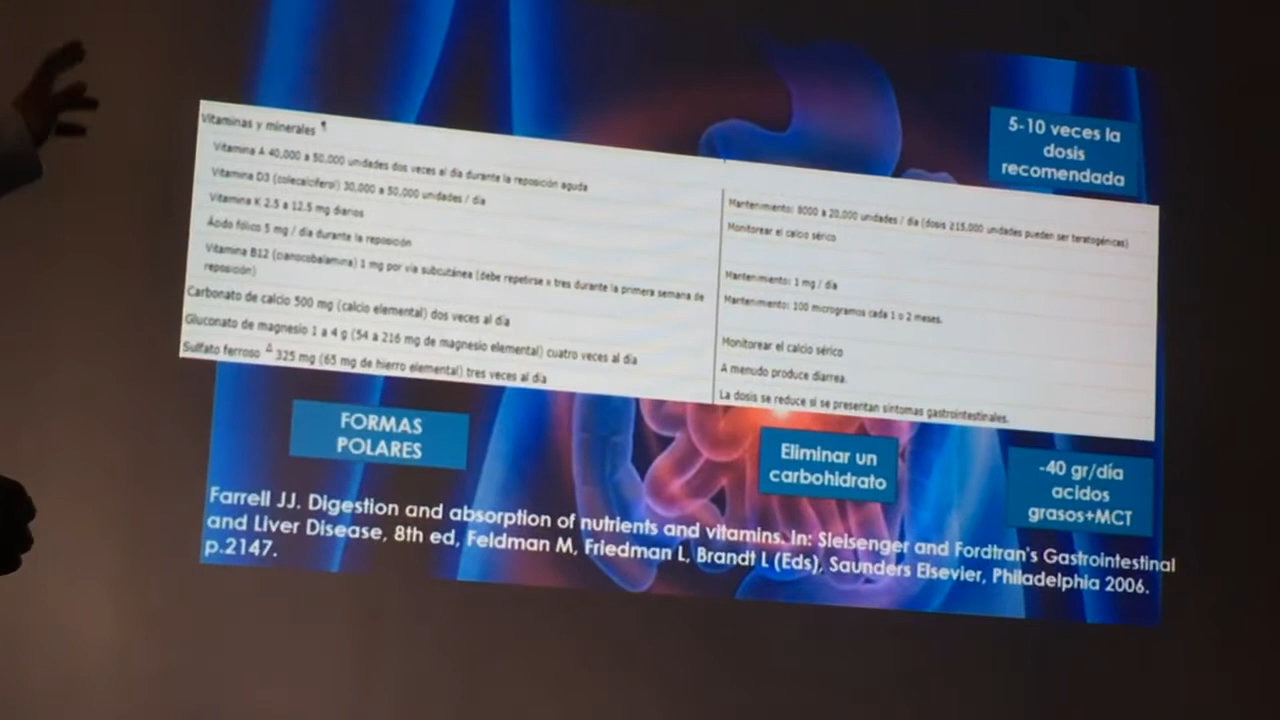 5-10 veces la
dosis
recomendada
Vitaminas y minerales ¶
Vitamina A 40,000 a 50,000 unidades dos veces al día durante la reposición aguda
Mantenimiento: 8000 a 20,000 unidades / día (dosis ≥15,000 unidades pueden ser teratogénicas)
Vitamina D3 (colecalciferol) 30,000 a 50,000 unidades / día
Monitorear el calcio sérico
Vitamina K 2.5 a 12.5 mg diarios
Ácido fólico 5 mg / día durante la reposición
Mantenimiento: 1 mg / día
Vitamina B12 (cianocobalamina) 1 mg por vía subcutánea (debe repetirse x tres durante la primera semana de
reposición)
Mantenimiento: 100 microgramos cada 1 o 2 meses.
Carbonato de calcio 500 mg (calcio elemental) dos veces al día
Monitorear el calcio sérico
Gluconato de magnesio 1 a 4 g (54 a 216 mg de magnesio elemental) cuatro veces al día
A menudo produce diarrea.
Sulfato ferroso Δ 325 mg (65 mg de hierro elemental) tres veces al día
La dosis se reduce si se presentan síntomas gastrointestinales.
FORMAS
POLARES
Eliminar un
carbohidrato
-40 gr/día
acidos
grasos+MCT
Farrell JJ. Digestion and absorption of nutrients and vitamins. In: Sleisenger and Fordtran's Gastrointestinal
and Liver Disease, 8th ed, Feldman M, Friedman L, Brandt L (Eds), Saunders Elsevier, Philadelphia 2006.
p.2147.